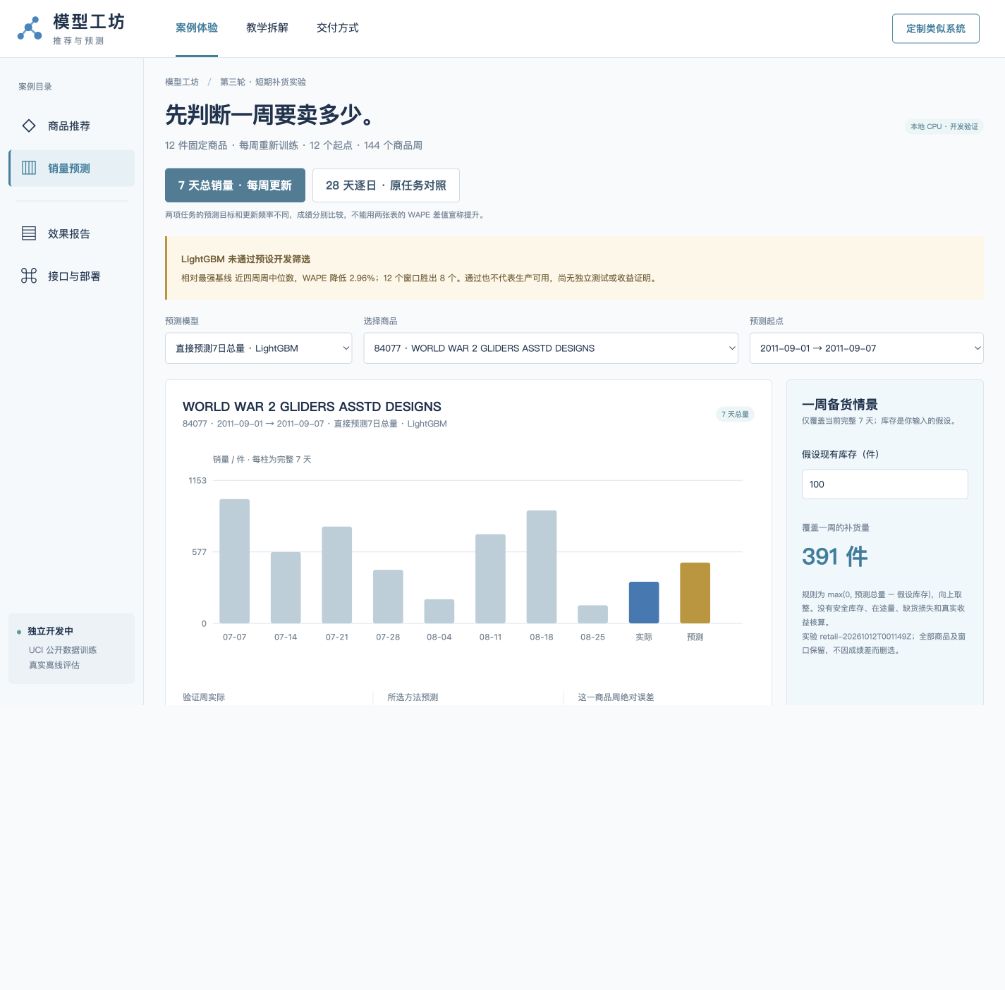 模型工坊
推荐与预测
案例体验
教学拆解
交付方式
定制类似系统
案例目录
商品推荐
销量预测
效果报告
接口与部署
独立开发中
UCI 公开数据训练
真实离线评估
模型工坊 / 第三轮 · 短期补货实验
先判断一周要卖多少。
12 件固定商品 · 每周重新训练 · 12 个起点 · 144 个商品周
本地 CPU · 开发验证
7 天总销量 · 每周更新
28 天逐日 · 原任务对照
两项任务的预测目标和更新频率不同，成绩分别比较，不能用两张表的 WAPE 差值宣称提升。
LightGBM 未通过预设开发筛选
相对最强基线 近四周周中位数，WAPE 降低 2.96%；12 个窗口胜出 8 个。通过也不代表生产可用，尚无独立测试或收益证明。
预测模型
直接预测7日总量 · LightGBM
选择商品
84077 · WORLD WAR 2 GLIDERS ASSTD DESIGNS
预测起点
2011-09-01 → 2011-09-07
WORLD WAR 2 GLIDERS ASSTD DESIGNS
84077 · 2011-09-01 → 2011-09-07 · 直接预测7日总量 · LightGBM
7 天总量
销量 / 件 · 每柱为完整 7 天
1153
577
0
07-07
07-14
07-21
07-28
08-04
08-11
08-18
08-25
实际
预测
验证周实际
所选方法预测
这一商品周绝对误差
一周备货情景
仅覆盖当前完整 7 天；库存是你输入的假设。
假设现有库存（件）
100
覆盖一周的补货量
391 件
规则为 max(0, 预测总量 − 假设库存)，向上取
整。没有安全库存、在途量、缺货损失和真实收
益核算。
实验 retail-20261012T001149Z；全部商品及窗
口保留，不因成绩差而删选。